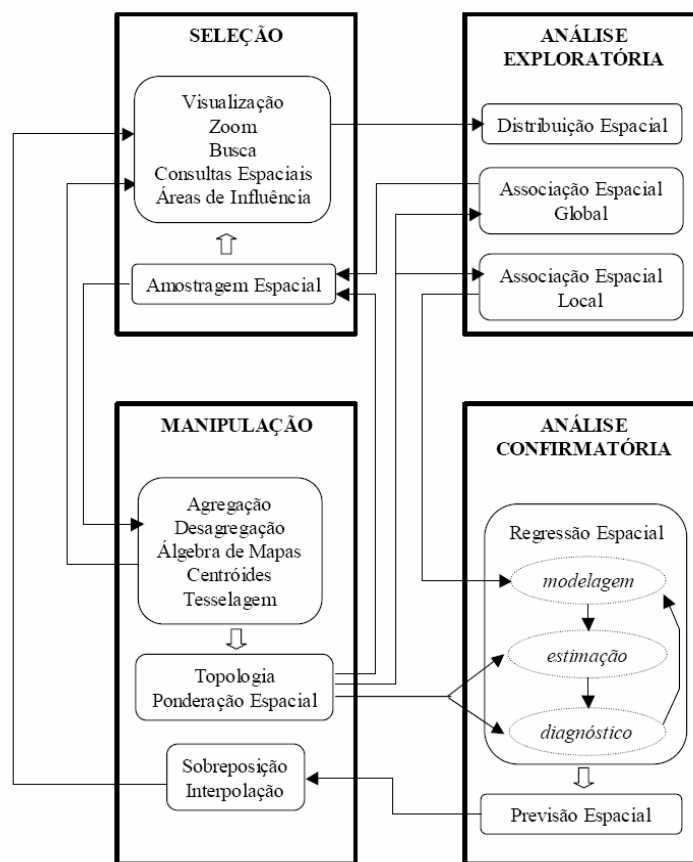 SELEÇÃO
Visualização
Zoom
Busca
Consultas Espaciais
Áreas de Influência
Amostragem Espacial
ANÁLISE
EXPLORATÓRIA
Distribuição Espacial
Associação Espacial
Global
Associação Espacial
Local
MANIPULAÇÃO
Agregação
Desagregação
Álgebra de Mapas
Centróides
Tesselagem
Topologia
Ponderação Espacial
Sobreposição
Interpolação
ANÁLISE
CONFIRMATÓRIA
Regressão Espacial
modelagem
estimação
diagnóstico
Previsão Espacial